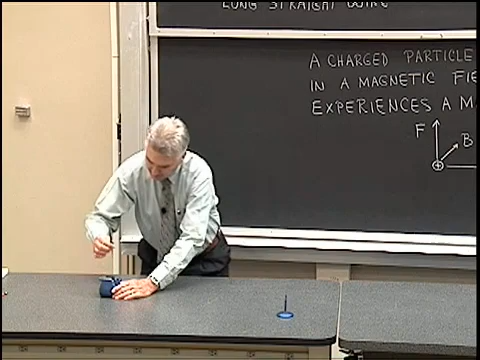 LONG STRAIGHT WIRE
A CHARGED PARTICLE
IN A MAGNETIC FIE
EXPERIENCES A M
F
B
+